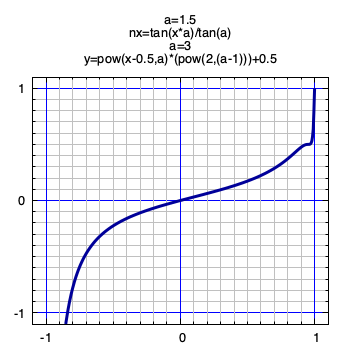 a=1.5
nx=tan(x*a)/tan(a)
a=3
y=pow(x-0.5,a)*(pow(2,(a-1)))+0.5
1
0
-1
-1 0 1